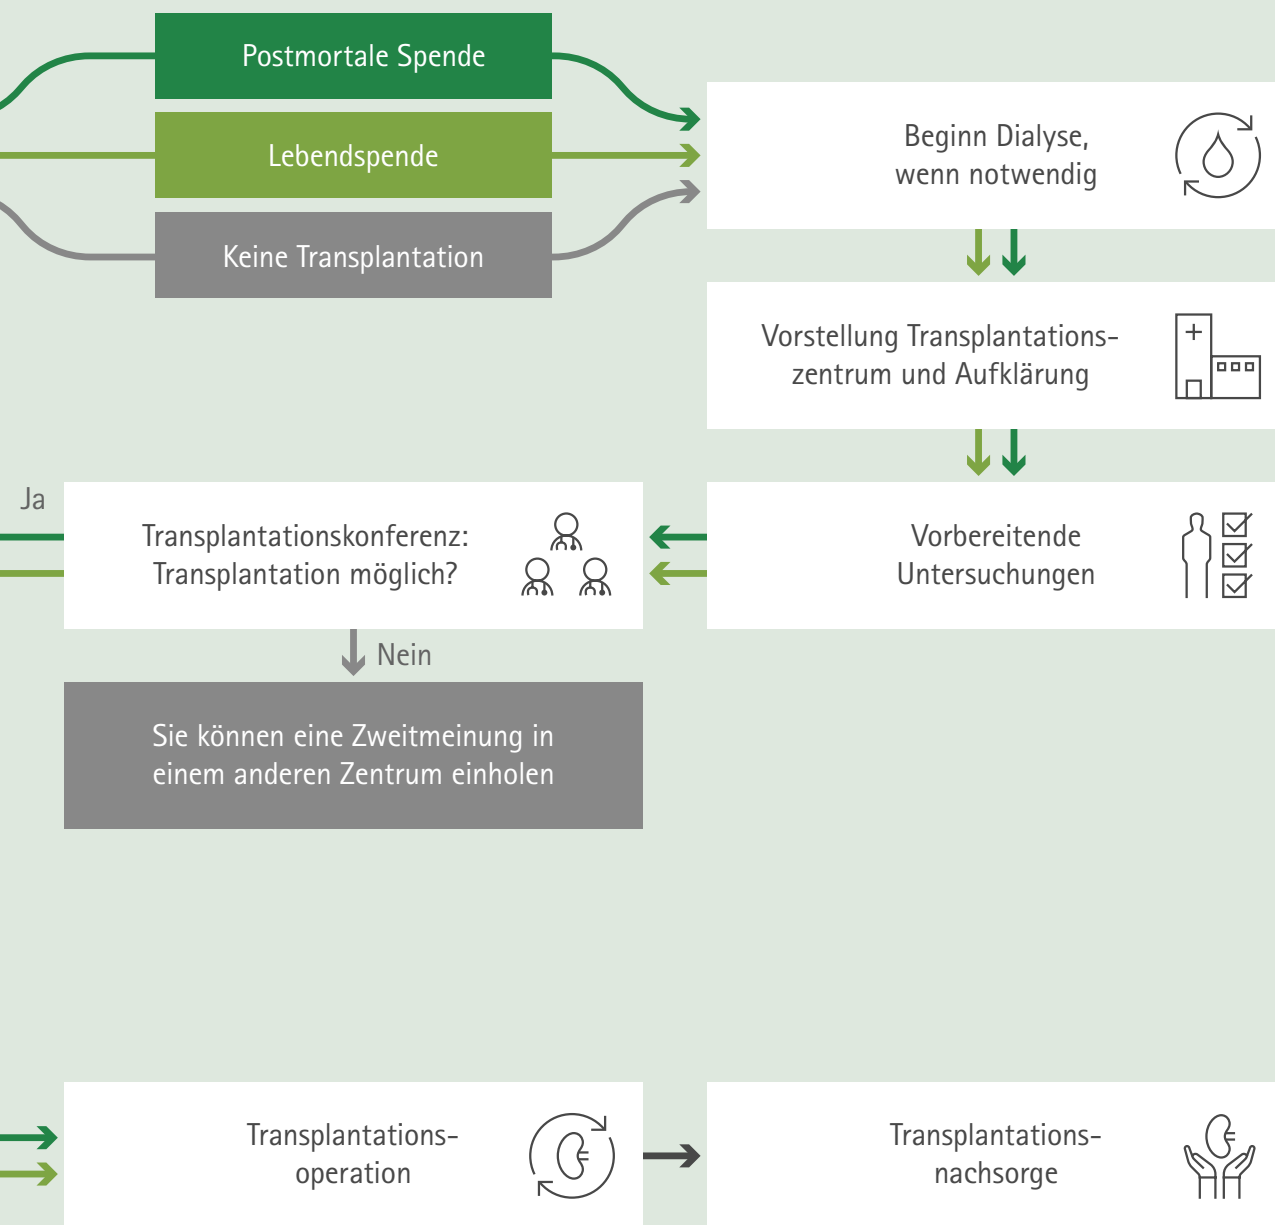 Postmortale Spende
Lebendspende
Keine Transplantation
Beginn Dialyse,
wenn notwendig
Vorstellung Transplantations-
zentrum und Aufklärung
Vorbereitende
Untersuchungen
Ja
Transplantationskonferenz:
Transplantation möglich?
Nein
Sie können eine Zweitmeinung in
einem anderen Zentrum einholen
Transplantations-
operation
Transplantations-
nachsorge